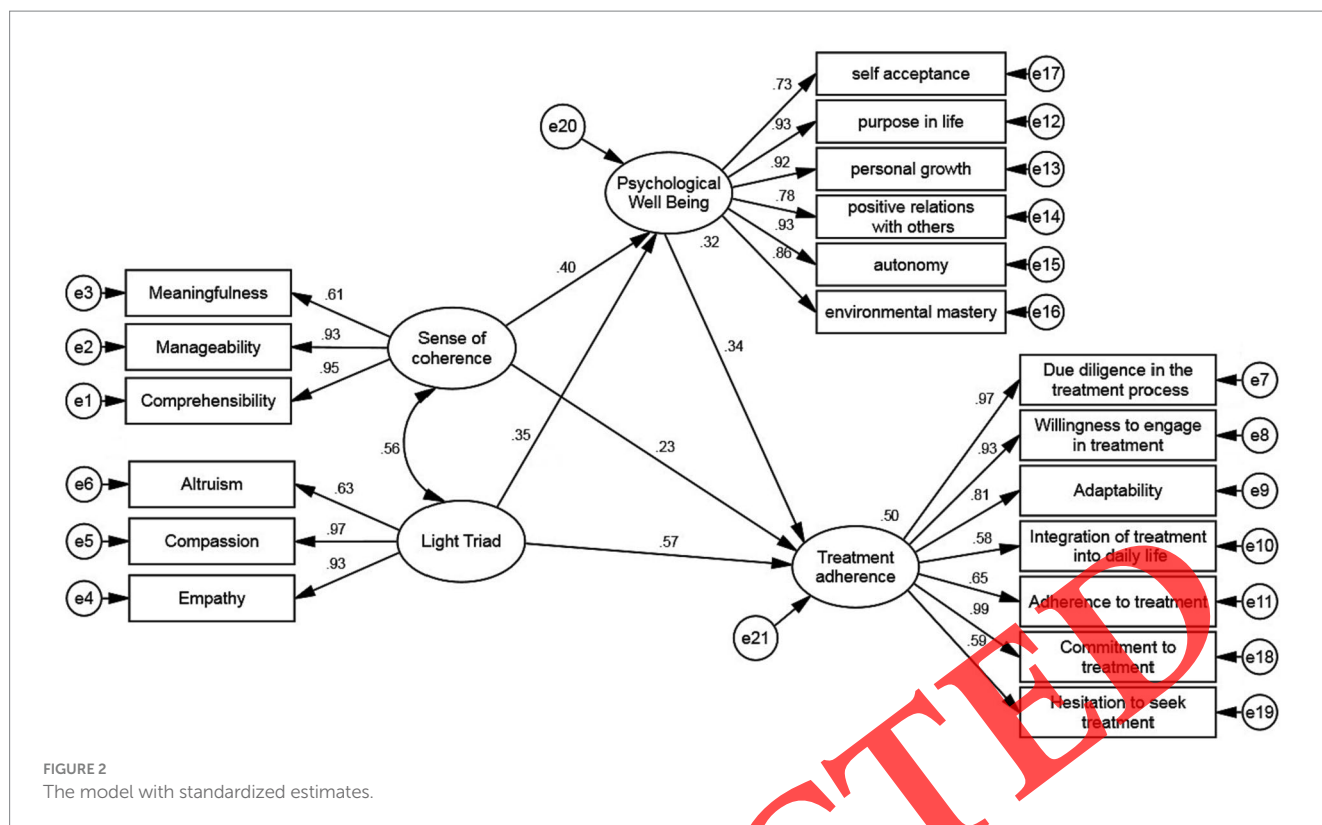 self acceptance
e17
.73
e20
purpose in life
e12
.93
Psychological
Well Being
.92
personal growth
e13
.78
positive relations
with others
e14
.93
.32
autonomy
e15
.86
environmental mastery
e16
e3
Meaningfulness
.61
.40
e2
Manageability
.93
Sense of
coherence
.34
e1
Comprehensibility
.95
Due diligence in the
treatment process
e7
.97
Willingness to engage
in treatment
e8
.93
.56
.35
.23
e6
Altruism
.63
Adaptability
e9
.81
.50
e5
Compassion
.97
Light Triad
.57
Integration of treatment
into daily life
e10
.58
Treatment
adherence
e4
Empathy
.93
Adherence to treatment
e11
.65
e21
.99
Commitment to
treatment
e18
.59
Hesitation to seek
treatment
e19
CTED
FIGURE 2
The model with standardized estimates.